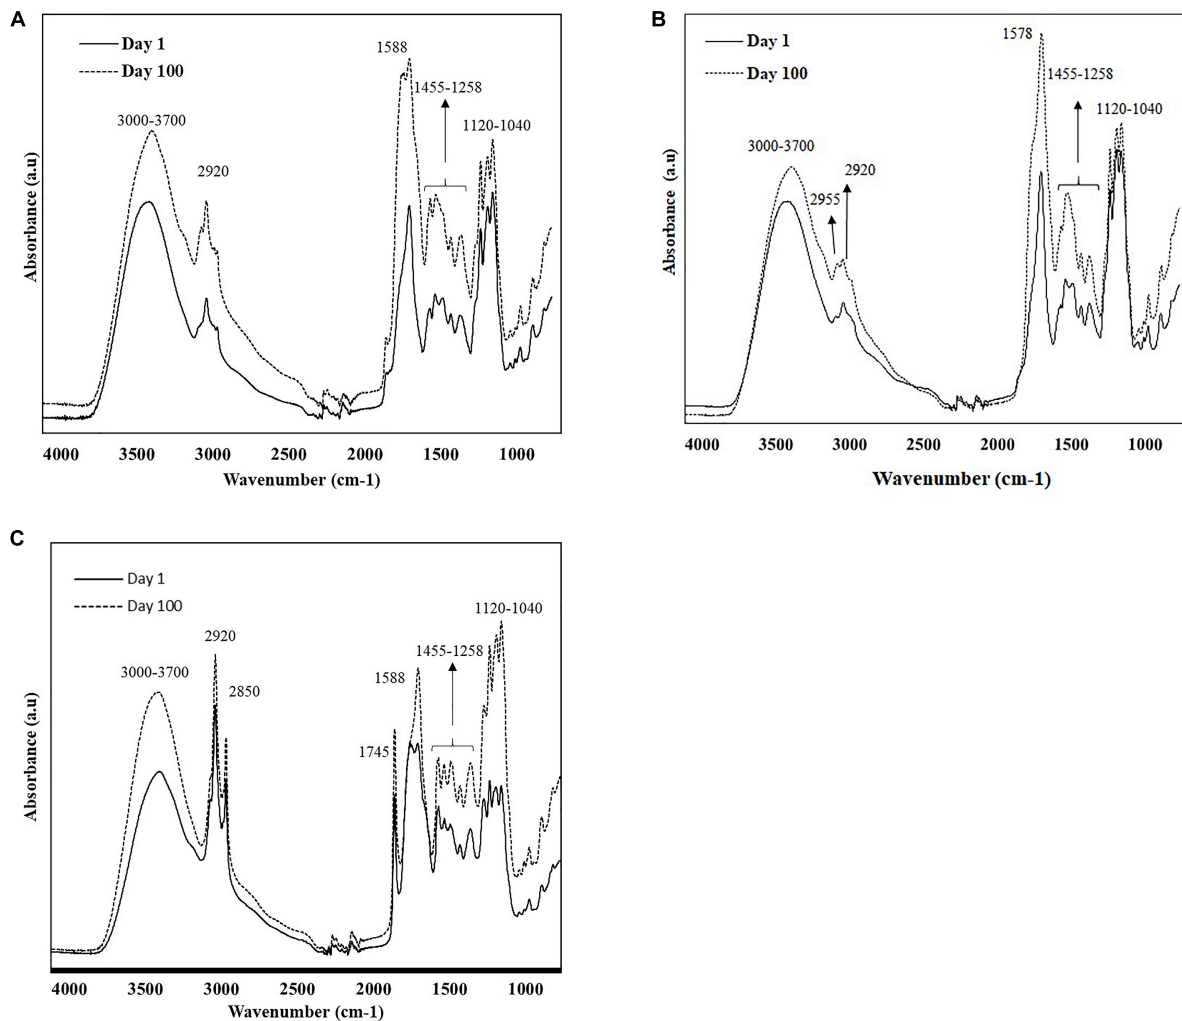 A
Day 1
Day 100
3000-3700
2920
1588
1455-1258
1120-1040
Absorbance (a.u)
4000 3500 3000 2500 2000 1500 1000
Wavenumber (cm-1)
B
Day 1
Day 100
3000-3700
2955
2920
1578
1455-1258
1120-1040
Absorbance (a.u)
4000 3500 3000 2500 2000 1500 1000
Wavenumber (cm-1)
C
Day 1
Day 100
3000-3700
2920
2850
1745
1588
1455-1258
1120-1040
Absorbance (a.u)
4000 3500 3000 2500 2000 1500 1000
Wavenumber (cm-1)